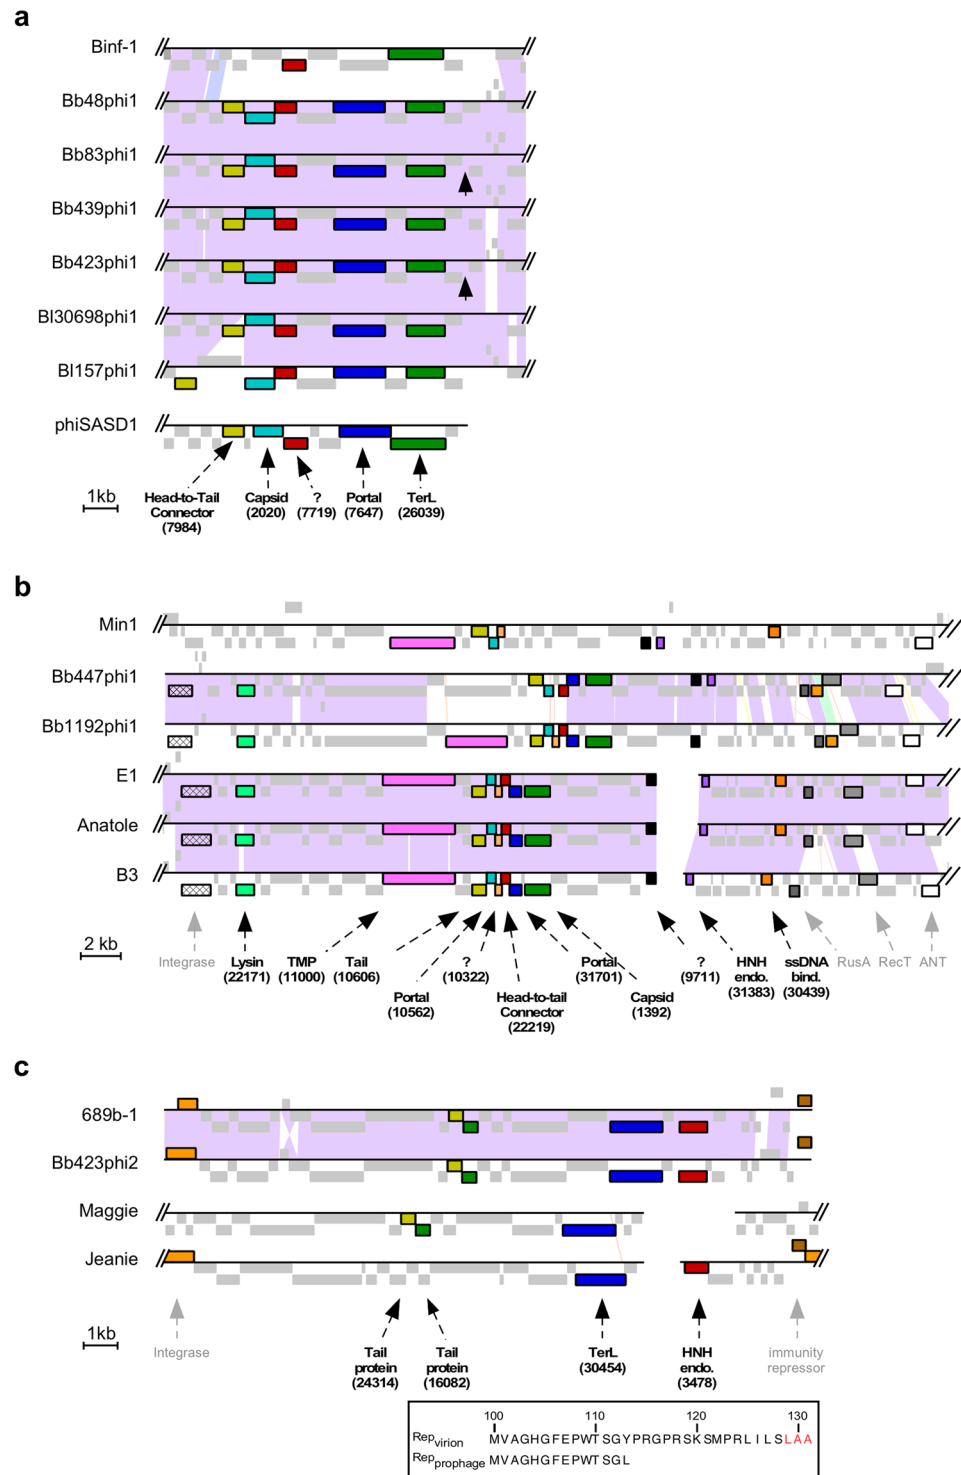 a
Binf-1
Bb48phi1
Bb83phi1
Bb439phi1
Bb423phi1
Bl30698phi1
Bl157phi1
phiSASD1
1kb
Head-to-Tail Capsid ? Portal TerL
Connector (2020) (7719) (7647) (26039)
(7984)
b
Min1
Bb447phi1
Bb1192phi1
E1
Anatole
B3
2 kb
Integrase Lysin TMP Tail ? Portal ? HNH ssDNA RusA RecT ANT
(22171) (11000) (10606) (10322) (31701) (9711) endo. bind.
Portal Head-to-tail Capsid (31383) (30439)
(10562) Connector (1392)
(22219)
c
689b-1
Bb423phi2
Maggie
Jeanie
1kb
Integrase Tail Tail TerL HNH immunity
protein protein (30454) endo. repressor
(24314) (16082) (3478)
100 110 120 130
Repvirion MVAGHGFEPWTSGYPRGPRSKSMPRLILSLAA
Repprophage MVAGHGFEPWTSGL